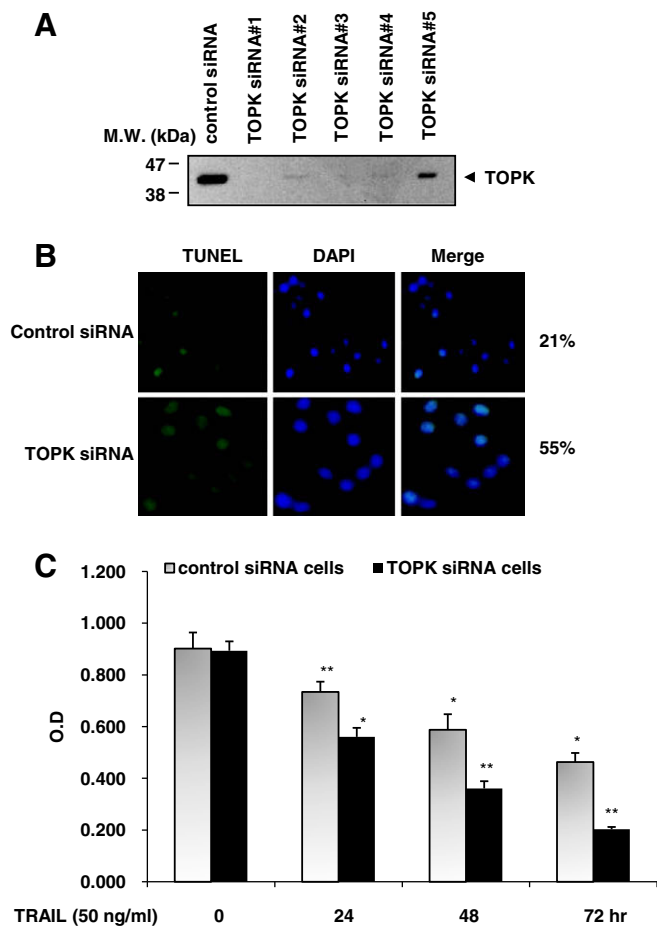 A
control siRNA
TOPK siRNA#1
TOPK siRNA#2
TOPK siRNA#3
TOPK siRNA#4
TOPK siRNA#5
M.W. (kDa)
47
38
TOPK
B
TUNEL DAPI Merge
Control siRNA 21%
TOPK siRNA 55%
C
control siRNA cells TOPK siRNA cells
1.200
1.000
0.800
0.600
0.400
0.200
0.000
O.D
** * * ** * **
TRAIL (50 ng/ml) 0 24 48 72 hr